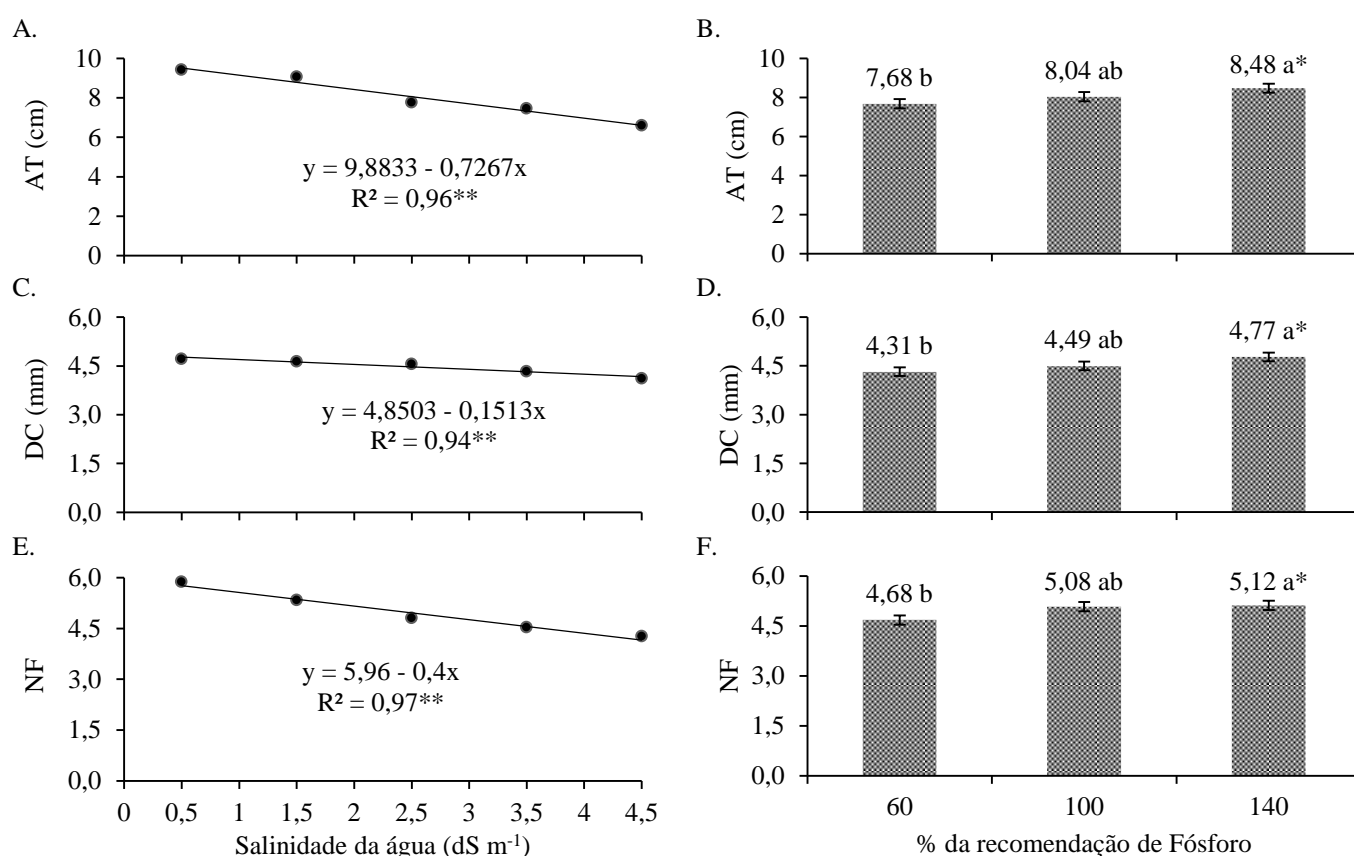 A.
AT (cm)
10
8
6
4
2
0
y = 9,8833 - 0,7267x
R² = 0,96**
B.
AT (cm)
10
8
6
4
2
0
7,68 b
8,04 ab
8,48 a*
C.
DC (mm)
6,0
4,5
3,0
1,5
0,0
y = 4,8503 - 0,1513x
R² = 0,94**
D.
DC (mm)
6,0
4,5
3,0
1,5
0,0
4,31 b
4,49 ab
4,77 a*
E.
NF
6,0
4,5
3,0
1,5
0,0
y = 5,96 - 0,4x
R² = 0,97**
0 0,5 1 1,5 2 2,5 3 3,5 4 4,5
Salinidade da água (dS m⁻¹)
F.
NF
6,0
4,5
3,0
1,5
0,0
4,68 b
5,08 ab
5,12 a*
60 100 140
% da recomendação de Fósforo